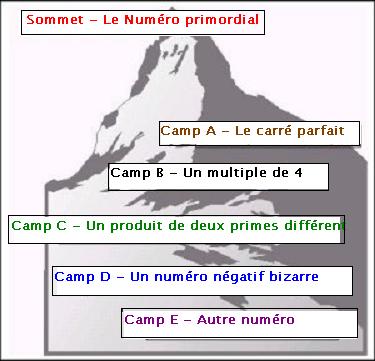 Sommet - Le Numéro primordial
Camp A - Le carré parfait
Camp B - Un multiple de 4
Camp C - Un produit de deux primes différent
Camp D - Un numéro négatif bizarre
Camp E - Autre numéro